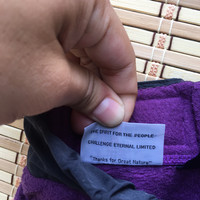 THE SPIRIT FOR THE PEOPLE
CHALLENGE ETERNAL LIMITED
"Thanks for Great Nature"